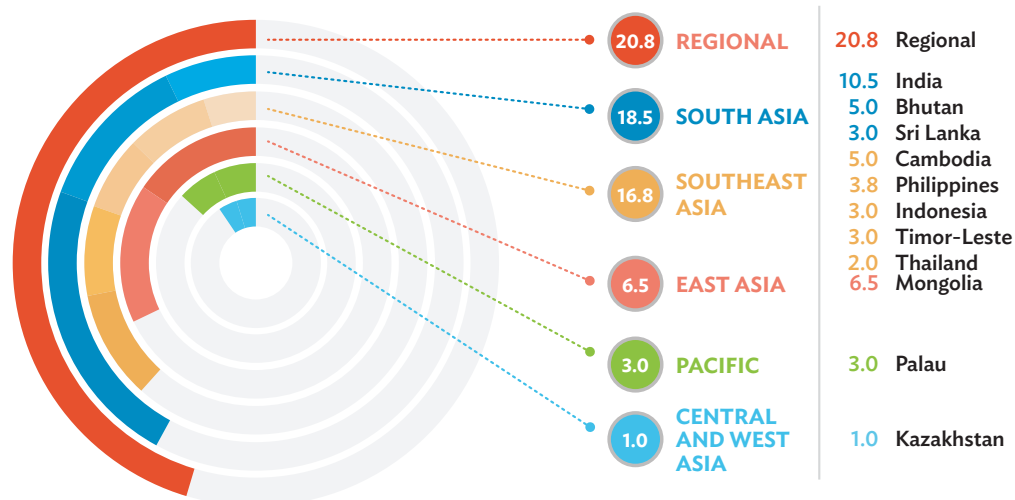 20.8 REGIONAL
18.5 SOUTH ASIA
16.8 SOUTHEAST
ASIA
6.5 EAST ASIA
3.0 PACIFIC
1.0 CENTRAL
AND WEST
ASIA
20.8 Regional
10.5 India
5.0 Bhutan
3.0 Sri Lanka
5.0 Cambodia
3.8 Philippines
3.0 Indonesia
3.0 Timor-Leste
2.0 Thailand
6.5 Mongolia
3.0 Palau
1.0 Kazakhstan